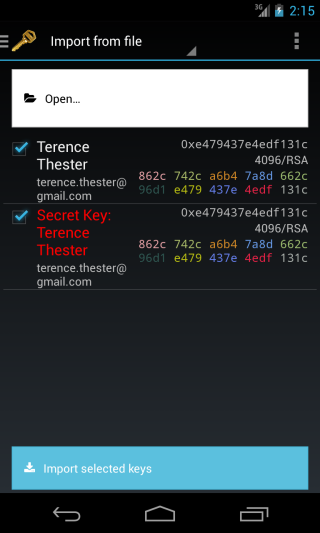 3G 2:15
Import from file
Open...
Terence Thester
0xe479437e4edf131c
4096/RSA
terence.thester@gmail.com
862c 742c a6b4 7a8d 662c
96d1 e479 437e 4edf 131c
Secret Key: Terence Thester
0xe479437e4edf131c
4096/RSA
terence.thester@gmail.com
862c 742c a6b4 7a8d 662c
96d1 e479 437e 4edf 131c
Import selected keys